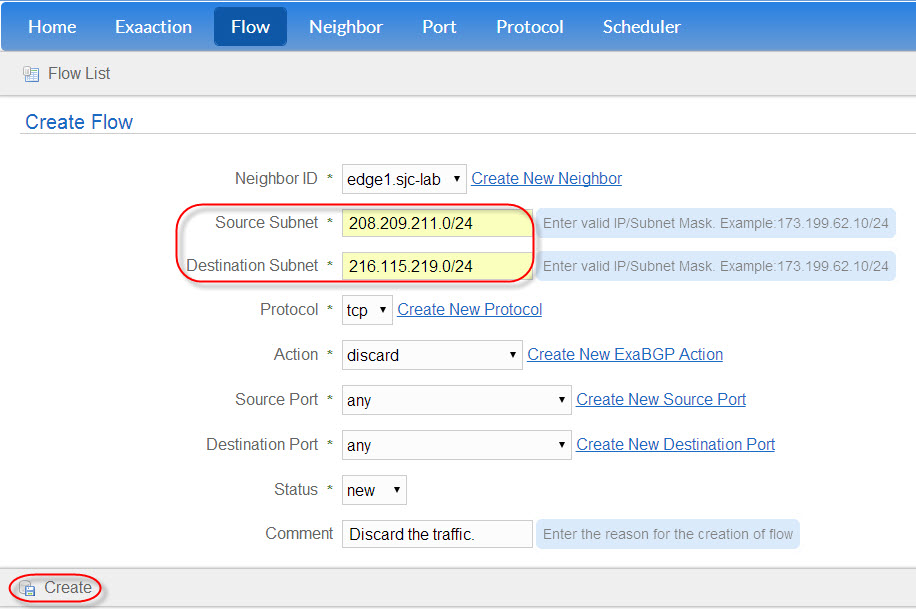 Home Exaaction Flow Neighbor Port Protocol Scheduler
Flow List
Create Flow
Neighbor ID * edge1.sjc-lab Create New Neighbor
Source Subnet * 208.209.211.0/24 Enter valid IP/Subnet Mask. Example:173.199.62.10/24
Destination Subnet * 216.115.219.0/24 Enter valid IP/Subnet Mask. Example:173.199.62.10/24
Protocol * tcp Create New Protocol
Action * discard Create New ExaBGP Action
Source Port * any Create New Source Port
Destination Port * any Create New Destination Port
Status * new
Comment Discard the traffic. Enter the reason for the creation of flow
Create